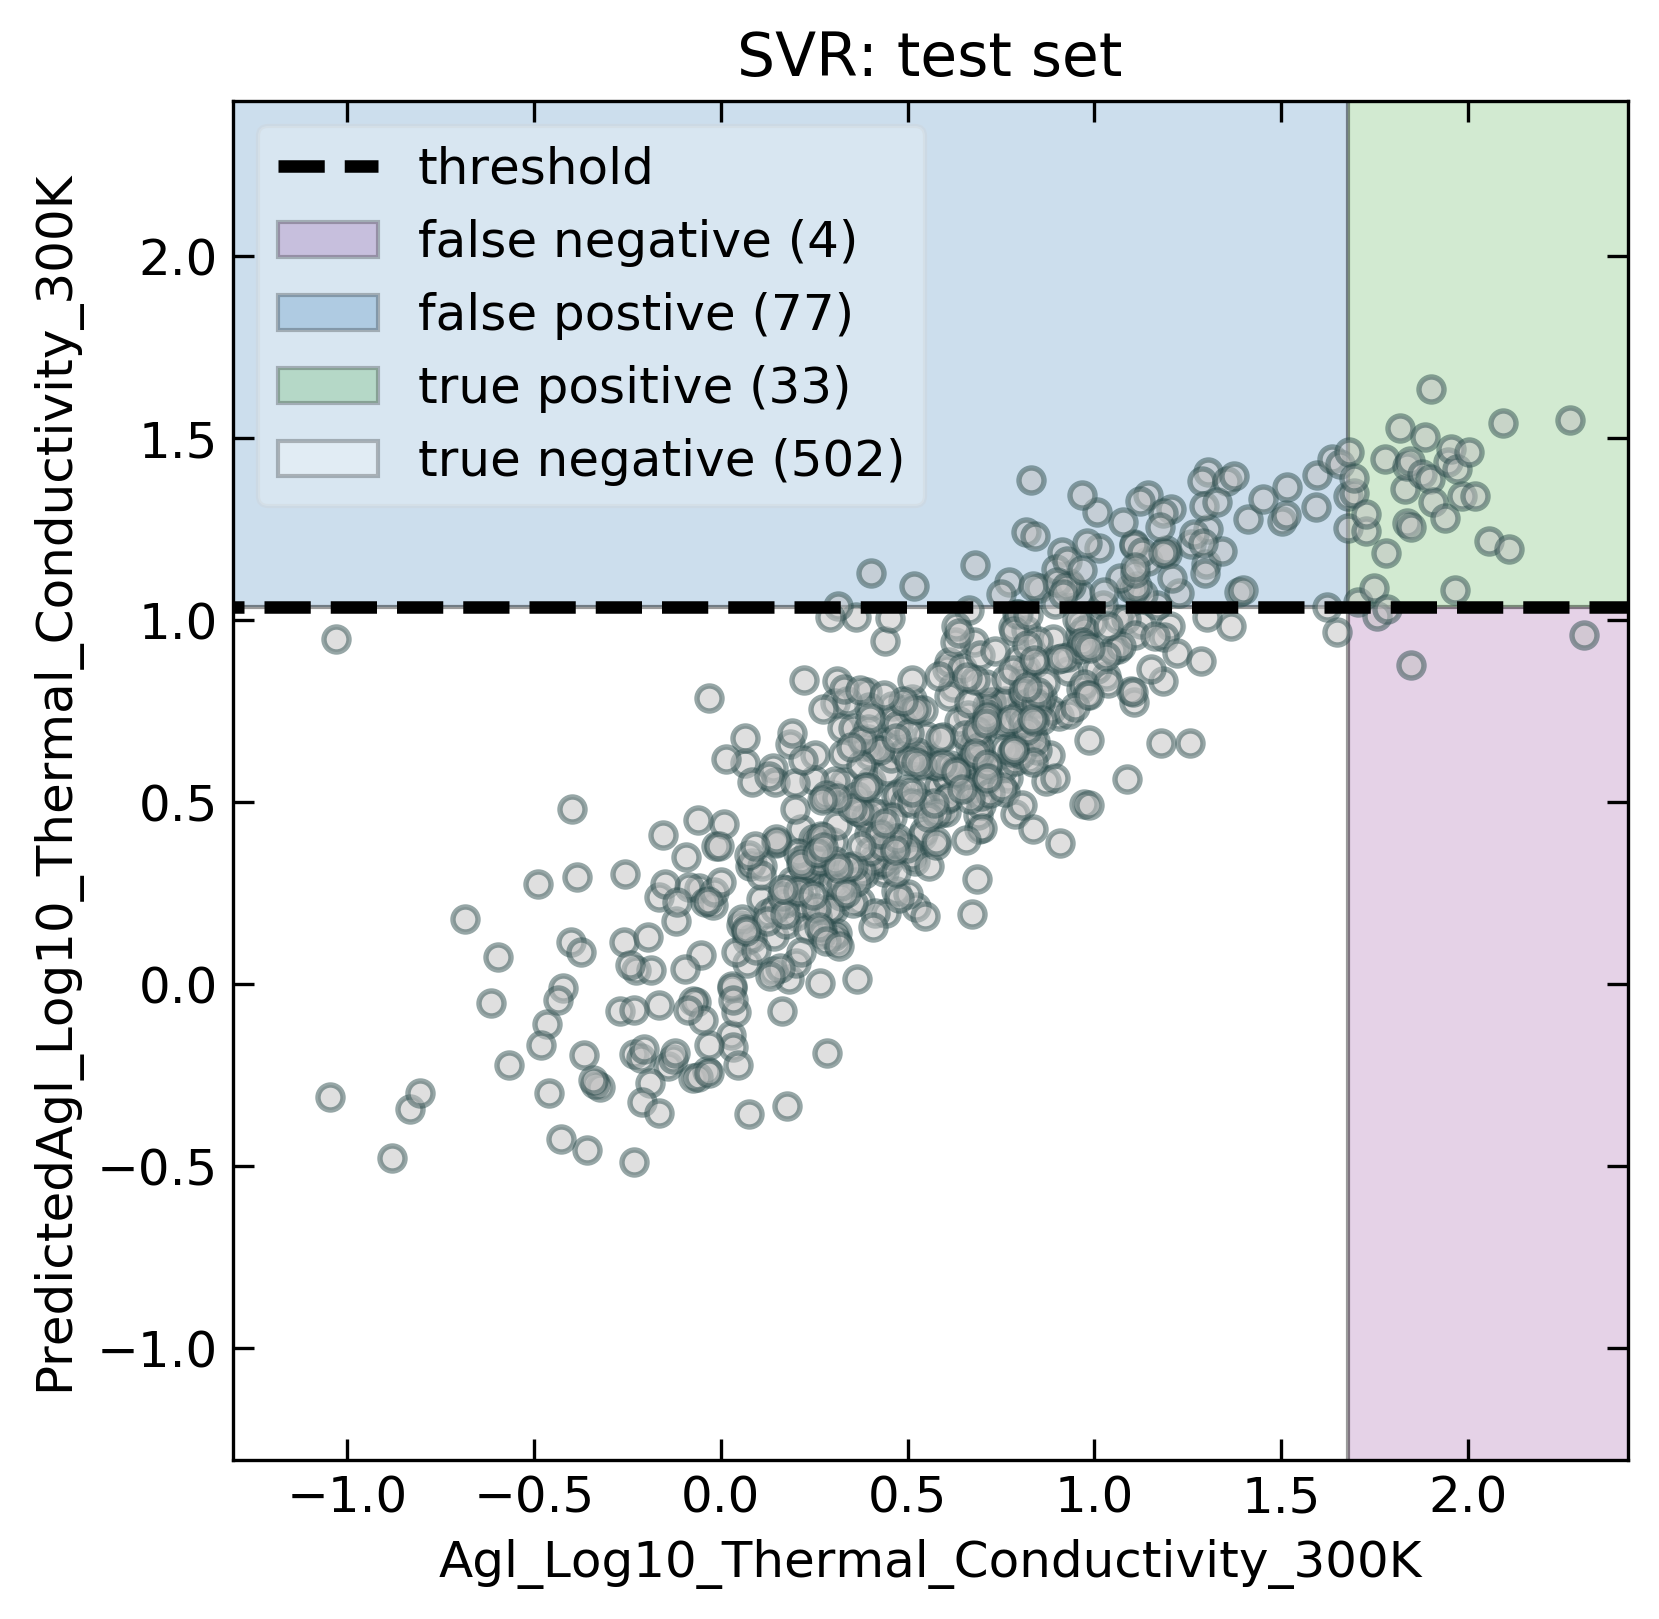 SVR: test set
threshold
false negative (4)
false postive (77)
true positive (33)
true negative (502)
PredictedAgl_Log10_Thermal_Conductivity_300K
2.0
1.5
1.0
0.5
0.0
−0.5
−1.0
−1.0 −0.5 0.0 0.5 1.0 1.5 2.0
Agl_Log10_Thermal_Conductivity_300K